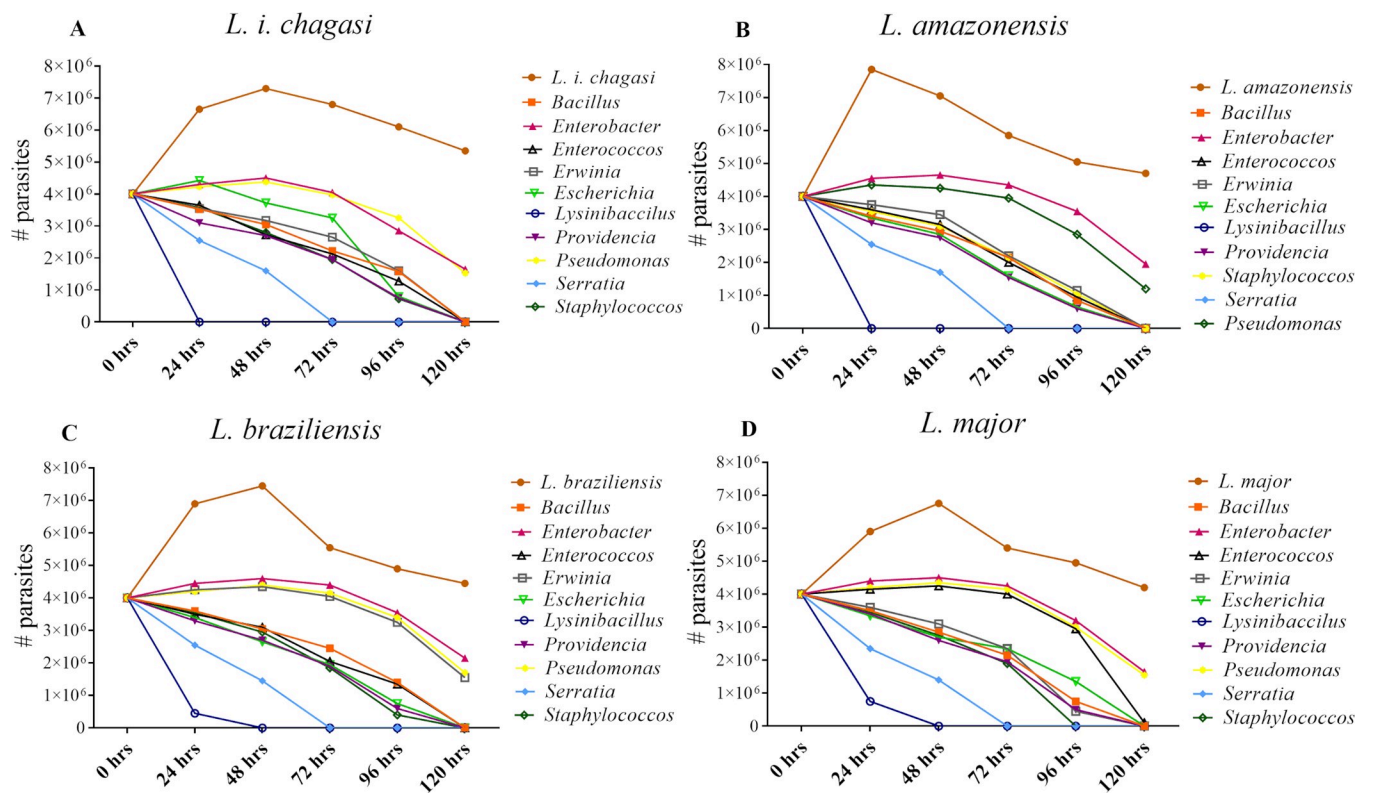 A
L. i. chagasi
# parasites
8×10⁶
7×10⁶
6×10⁶
5×10⁶
4×10⁶
3×10⁶
2×10⁶
1×10⁶
0
0 hrs
24 hrs
48 hrs
72 hrs
96 hrs
120 hrs
L. i. chagasi
Bacillus
Enterobacter
Enterococcos
Erwinia
Escherichia
Lysinibaccilus
Providencia
Pseudomonas
Serratia
Staphylococcos
B
L. amazonensis
# parasites
8×10⁶
7×10⁶
6×10⁶
5×10⁶
4×10⁶
3×10⁶
2×10⁶
1×10⁶
0
0 hrs
24 hrs
48 hrs
72 hrs
96 hrs
120 hrs
L. amazonensis
Bacillus
Enterobacter
Enterococcos
Erwinia
Escherichia
Lysinibacillus
Providencia
Staphylococcos
Serratia
Pseudomonas
C
L. braziliensis
# parasites
8×10⁶
7×10⁶
6×10⁶
5×10⁶
4×10⁶
3×10⁶
2×10⁶
1×10⁶
0
0 hrs
24 hrs
48 hrs
72 hrs
96 hrs
120 hrs
L. braziliensis
Bacillus
Enterobacter
Enterococcos
Erwinia
Escherichia
Lysinibacillus
Providencia
Pseudomonas
Serratia
Staphylococcos
D
L. major
# parasites
8×10⁶
7×10⁶
6×10⁶
5×10⁶
4×10⁶
3×10⁶
2×10⁶
1×10⁶
0
0 hrs
24 hrs
48 hrs
72 hrs
96 hrs
120 hrs
L. major
Bacillus
Enterobacter
Enterococcos
Erwinia
Escherichia
Lysinibaccilus
Providencia
Pseudomonas
Serratia
Staphylococcos